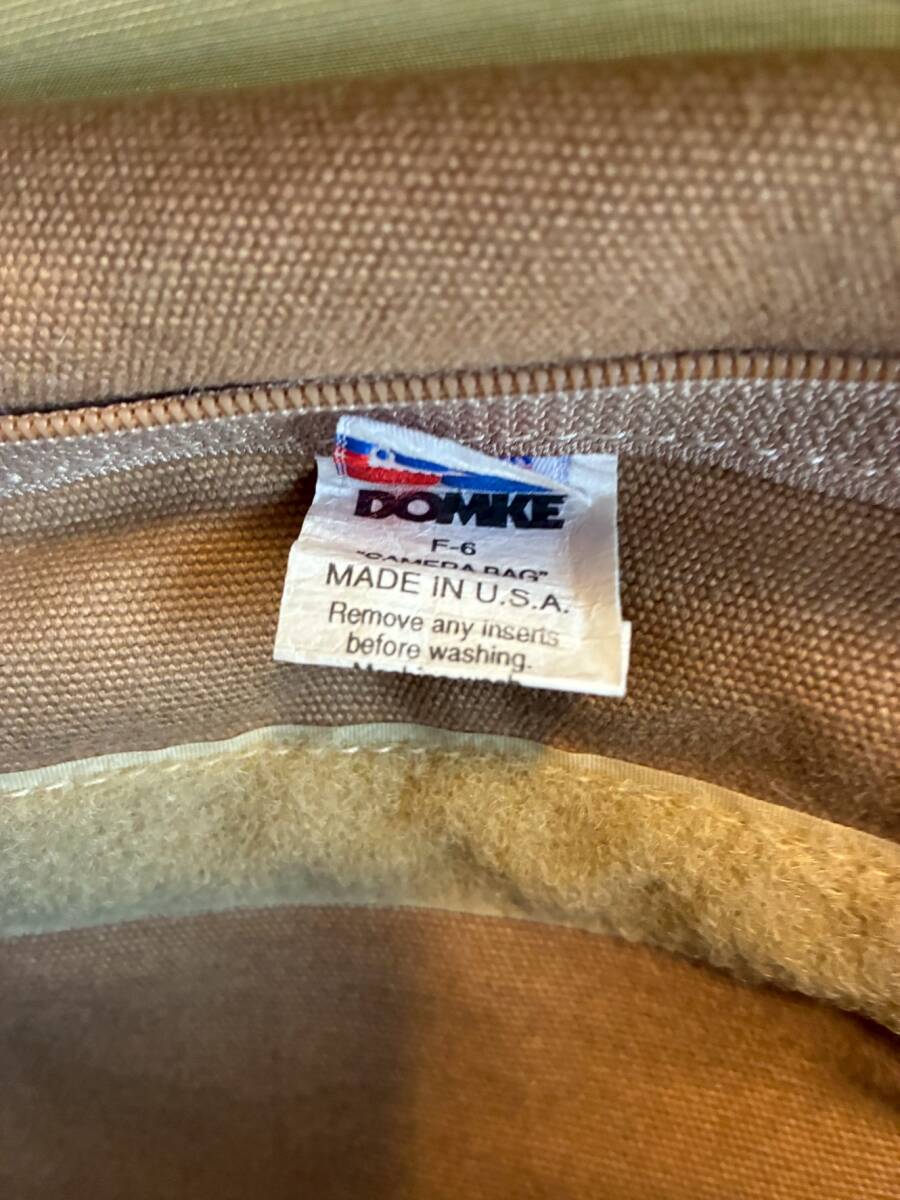 DOMKE
F-6
"CAMERA BAG"
MADE IN U.S.A.
Remove any inserts
before washing.